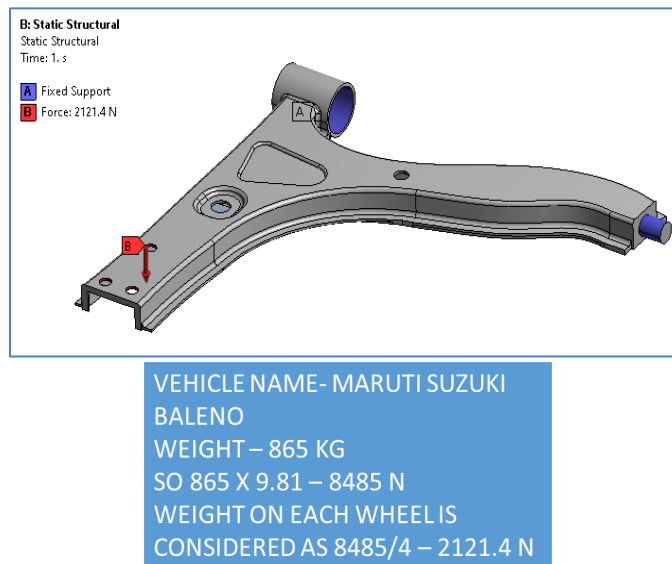 B: Static Structural
Static Structural
Time: 1. s
A Fixed Support
B Force: 2121.4 N
A
B
VEHICLE NAME- MARUTI SUZUKI
BALENO
WEIGHT – 865 KG
SO 865 X 9.81 – 8485 N
WEIGHT ON EACH WHEEL IS
CONSIDERED AS 8485/4 – 2121.4 N